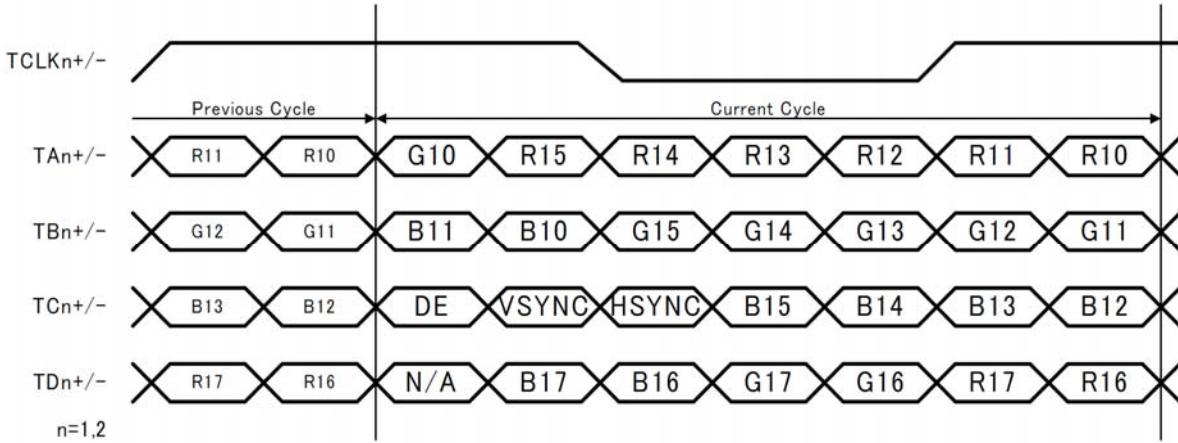 TCLKn+/-
Previous Cycle Current Cycle
TAn+/- R11 R10 G10 R15 R14 R13 R12 R11 R10
TBn+/- G12 G11 B11 B10 G15 G14 G13 G12 G11
TCn+/- B13 B12 DE VSYNC HSYNC B15 B14 B13 B12
TDn+/- R17 R16 N/A B17 B16 G17 G16 R17 R16
n=1,2